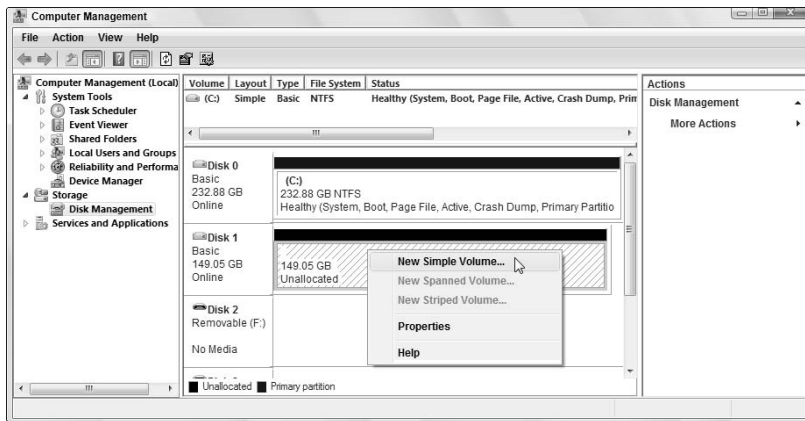 Computer Management
File Action View Help
Computer Management (Local)
System Tools
Task Scheduler
Event Viewer
Shared Folders
Local Users and Groups
Reliability and Performa
Device Manager
Storage
Disk Management
Services and Applications
Volume Layout Type File System Status
(C:) Simple Basic NTFS Healthy (System, Boot, Page File, Active, Crash Dump, Prim
Disk 0
Basic
232.88 GB
Online
(C:)
232.88 GB NTFS
Healthy (System, Boot, Page File, Active, Crash Dump, Primary Partitio
Disk 1
Basic
149.05 GB
Online
149.05 GB
Unallocated
New Simple Volume...
New Spanned Volume...
New Striped Volume...
Properties
Help
Disk 2
Removable (F:)
No Media
Unallocated Primary partition
Actions
Disk Management
More Actions